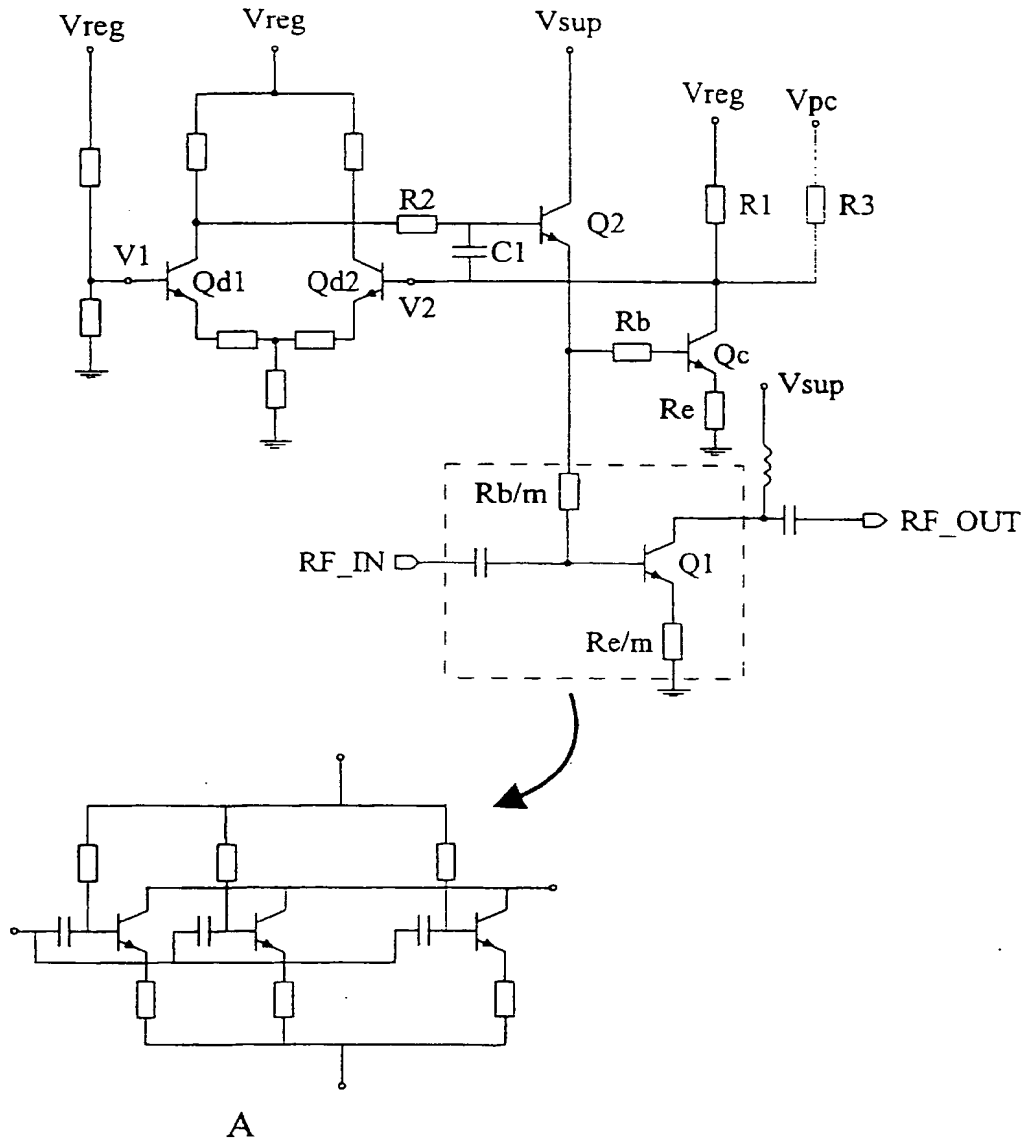 Vreg
Vreg
Vsup
Vreg
Vpc
R2
Q2
R1
R3
V1
C1
Qd1
Qd2
V2
Rb
Qc
Re
Vsup
Rb/m
RF_OUT
RF_IN
Q1
Re/m
A